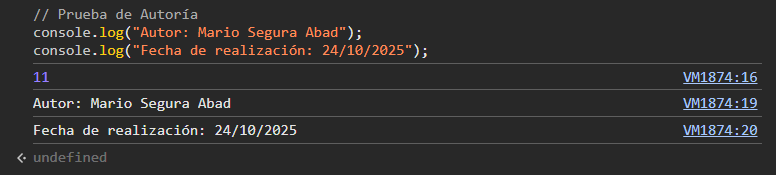 // Prueba de Autoría
console.log("Autor: Mario Segura Abad");
console.log("Fecha de realización: 24/10/2025");
11 VM1874:16
Autor: Mario Segura Abad VM1874:19
Fecha de realización: 24/10/2025 VM1874:20
undefined